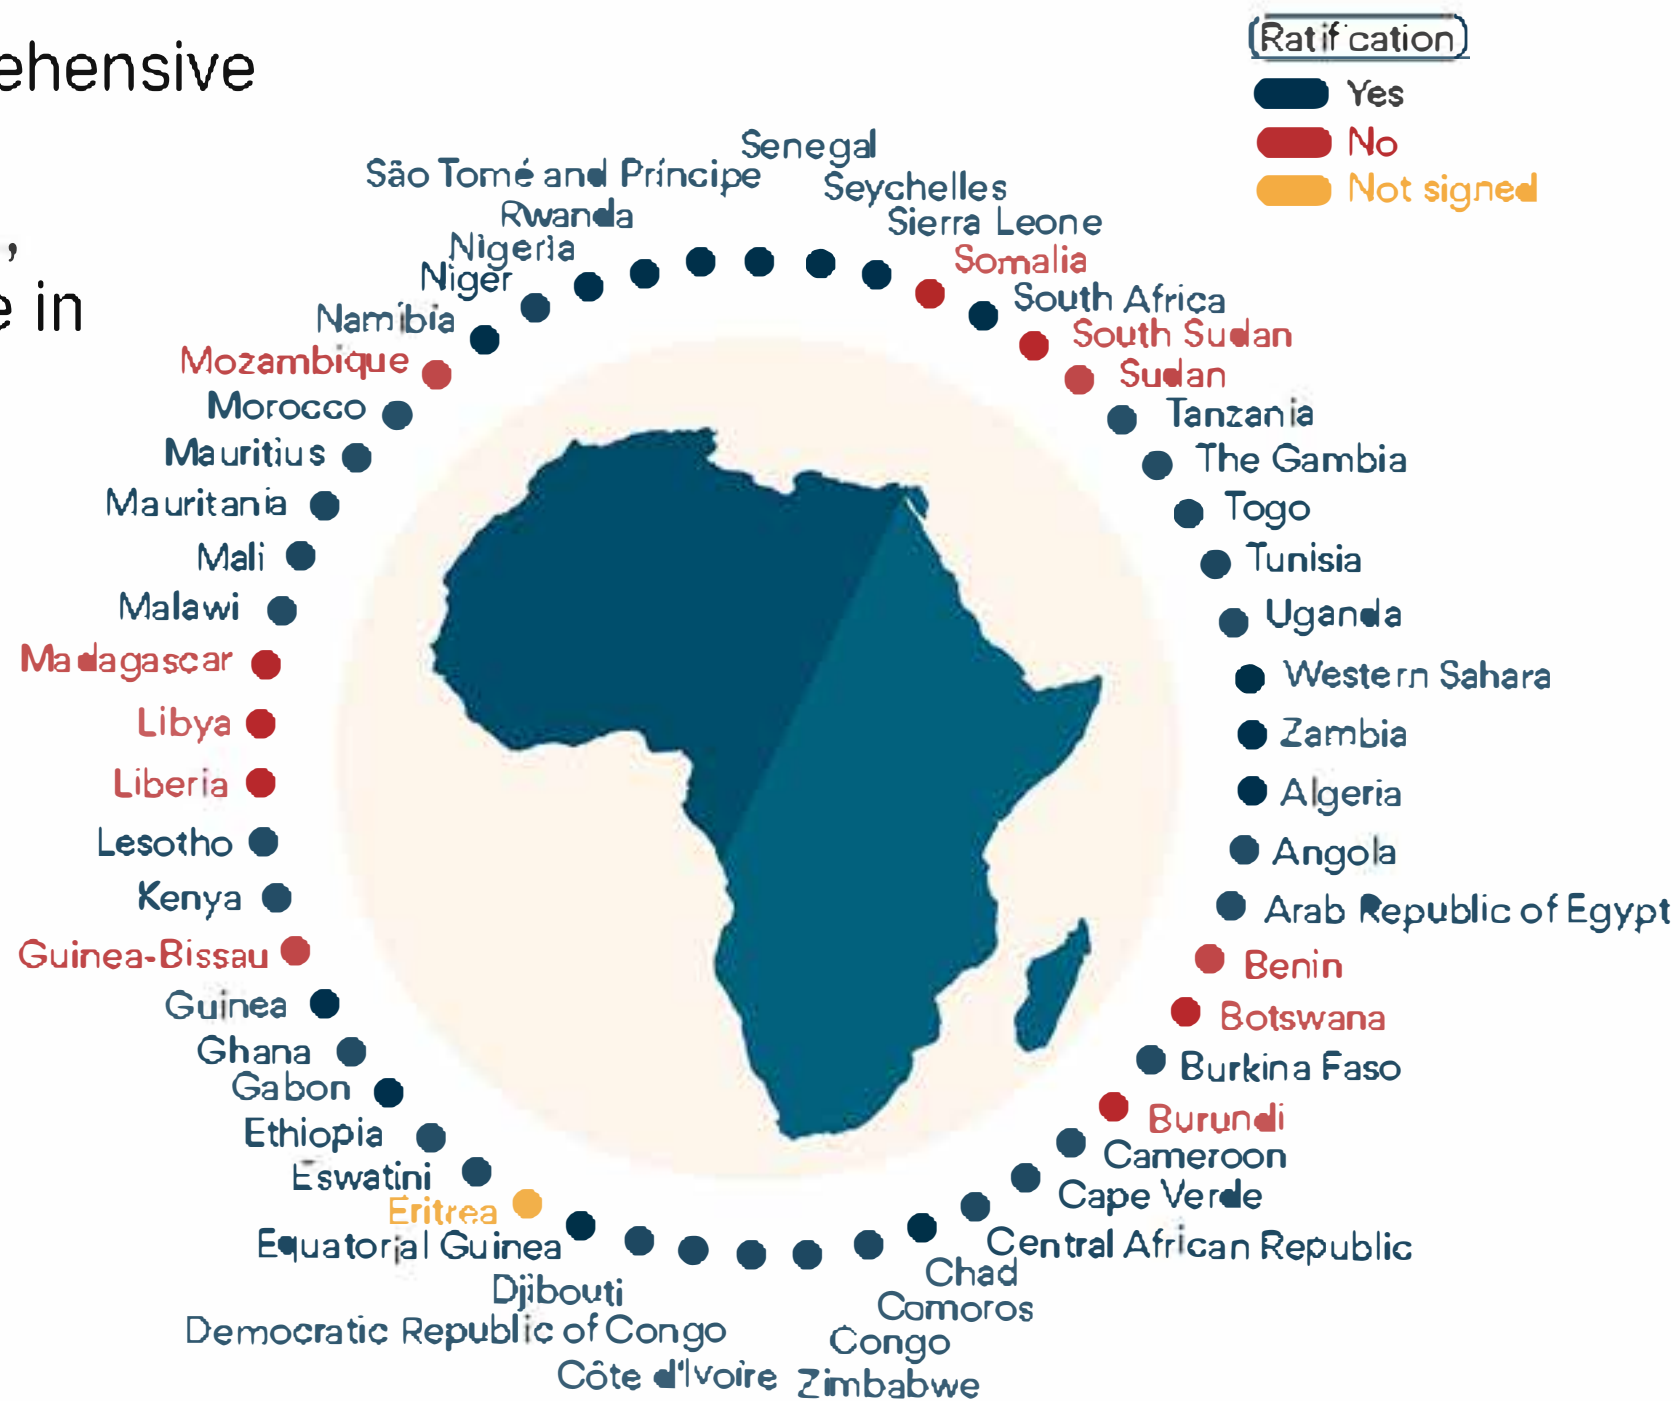 ehensive
,
e in
Ratification
Yes
No
Not signed
Senegal
São Tomé and Príncipe
Seychelles
Rwanda
Sierra Leone
Nigeria
Somalia
Niger
South Africa
Namibia
South Sudan
Mozambique
Sudan
Morocco
Tanzania
Mauritius
The Gambia
Mauritania
Togo
Mali
Tunisia
Malawi
Uganda
Madagascar
Western Sahara
Libya
Zambia
Liberia
Algeria
Lesotho
Angola
Kenya
Arab Republic of Egypt
Guinea-Bissau
Benin
Guinea
Botswana
Ghana
Burkina Faso
Gabon
Burundi
Ethiopia
Cameroon
Eswatini
Cape Verde
Eritrea
Equatorial Guinea
Central African Republic
Chad
Djibouti
Comoros
Democratic Republic of Congo
Congo
Côte d'Ivoire
Zimbabwe